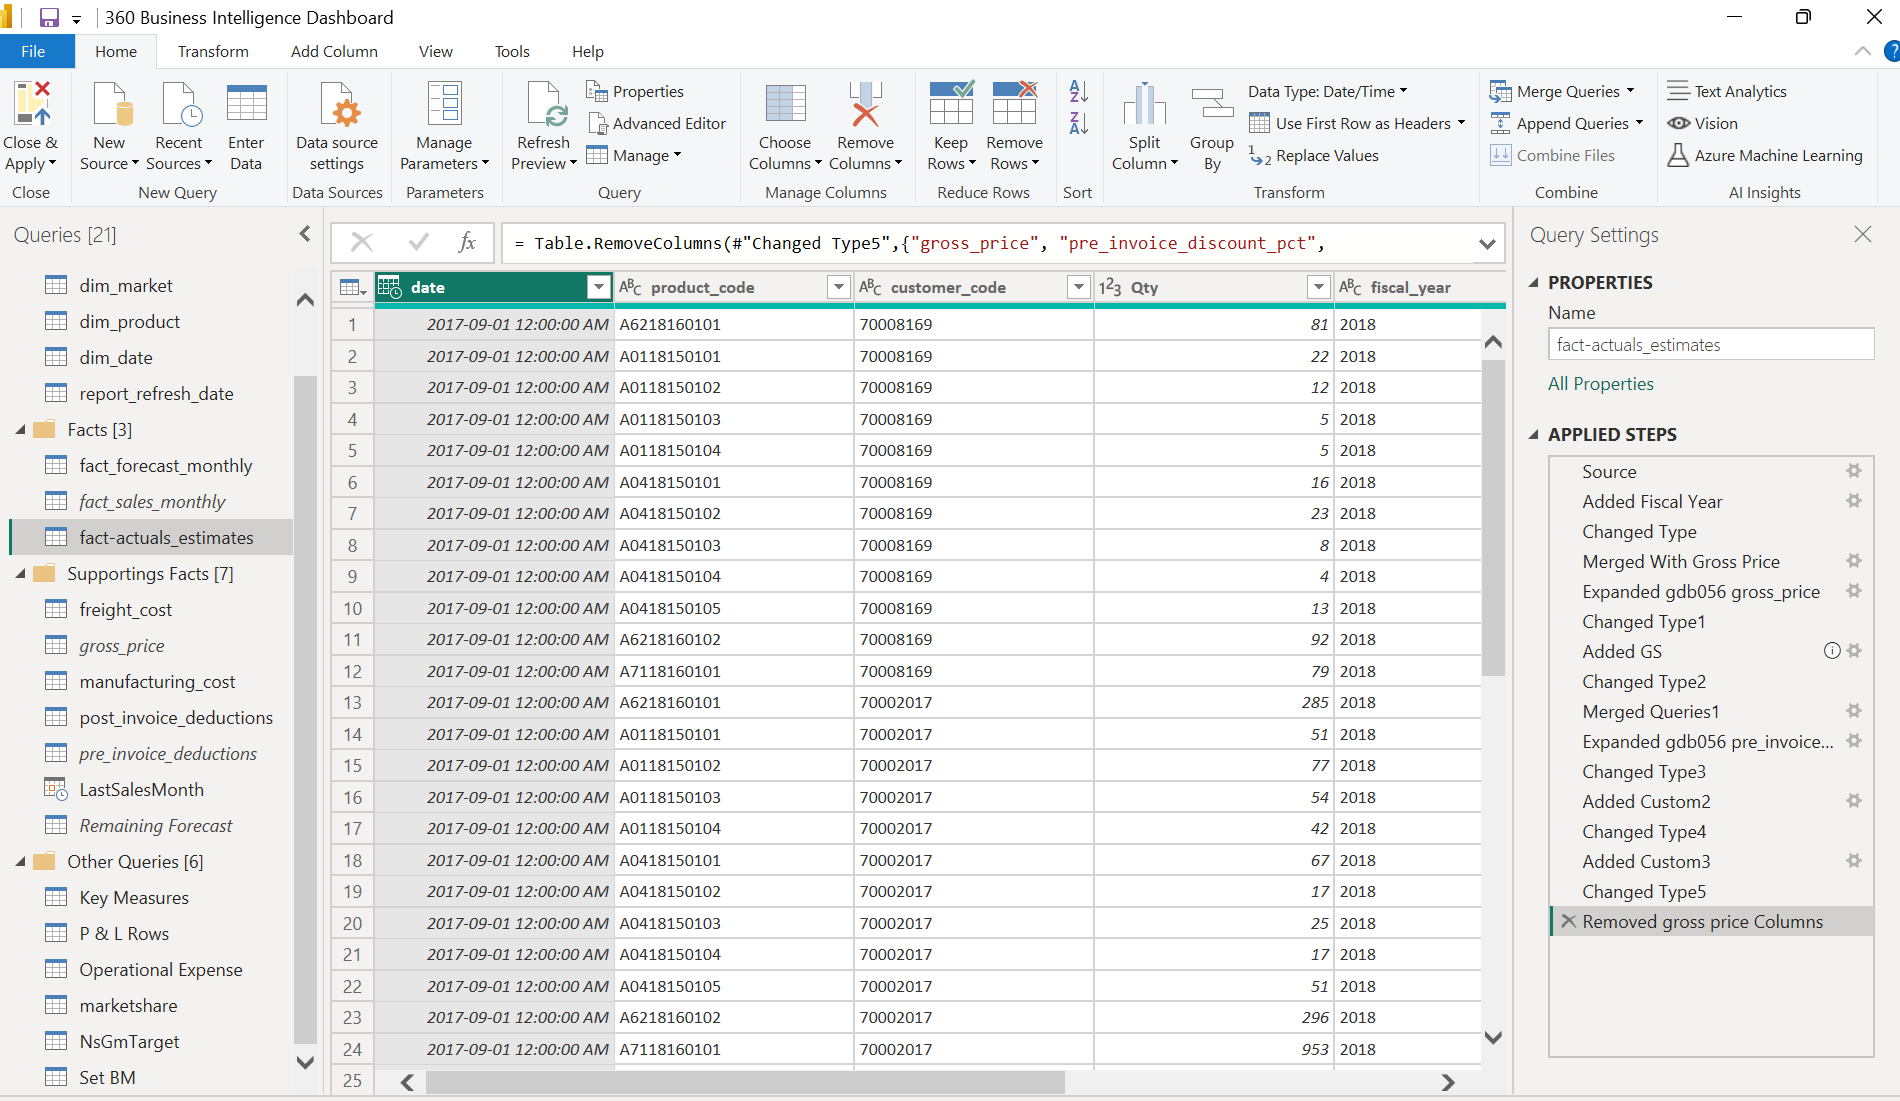 360 Business Intelligence Dashboard
File Home Transform Add Column View Tools Help
Close & Apply
Close
New Source
Recent Sources
Enter Data
New Query
Data source settings
Data Sources
Manage Parameters
Parameters
Refresh Preview
Properties
Advanced Editor
Manage
Query
Choose Columns
Remove Columns
Manage Columns
Keep Rows
Remove Rows
Reduce Rows
Sort
Split Column
Group By
Data Type: Date/Time
Use First Row as Headers
Replace Values
Transform
Merge Queries
Append Queries
Combine Files
Combine
Text Analytics
Vision
Azure Machine Learning
AI Insights
Queries [21]
dim_market
dim_product
dim_date
report_refresh_date
Facts [3]
fact_forecast_monthly
fact_sales_monthly
fact-actuals_estimates
Supportings Facts [7]
freight_cost
gross_price
manufacturing_cost
post_invoice_deductions
pre_invoice_deductions
LastSalesMonth
Remaining Forecast
Other Queries [6]
Key Measures
P & L Rows
Operational Expense
marketshare
NsGmTarget
Set BM
fx = Table.RemoveColumns(#"Changed Type5",{"gross_price", "pre_invoice_discount_pct",
date ABC product_code ABC customer_code 123 Qty ABC fiscal_year
1 2017-09-01 12:00:00 AM A6218160101 70008169 81 2018
2 2017-09-01 12:00:00 AM A0118150101 70008169 22 2018
3 2017-09-01 12:00:00 AM A0118150102 70008169 12 2018
4 2017-09-01 12:00:00 AM A0118150103 70008169 5 2018
5 2017-09-01 12:00:00 AM A0118150104 70008169 5 2018
6 2017-09-01 12:00:00 AM A0418150101 70008169 16 2018
7 2017-09-01 12:00:00 AM A0418150102 70008169 23 2018
8 2017-09-01 12:00:00 AM A0418150103 70008169 8 2018
9 2017-09-01 12:00:00 AM A0418150104 70008169 4 2018
10 2017-09-01 12:00:00 AM A0418150105 70008169 13 2018
11 2017-09-01 12:00:00 AM A6218160102 70008169 92 2018
12 2017-09-01 12:00:00 AM A7118160101 70008169 79 2018
13 2017-09-01 12:00:00 AM A6218160101 70002017 285 2018
14 2017-09-01 12:00:00 AM A0118150101 70002017 51 2018
15 2017-09-01 12:00:00 AM A0118150102 70002017 77 2018
16 2017-09-01 12:00:00 AM A0118150103 70002017 54 2018
17 2017-09-01 12:00:00 AM A0118150104 70002017 42 2018
18 2017-09-01 12:00:00 AM A0418150101 70002017 67 2018
19 2017-09-01 12:00:00 AM A0418150102 70002017 17 2018
20 2017-09-01 12:00:00 AM A0418150103 70002017 25 2018
21 2017-09-01 12:00:00 AM A0418150104 70002017 17 2018
22 2017-09-01 12:00:00 AM A0418150105 70002017 51 2018
23 2017-09-01 12:00:00 AM A6218160102 70002017 296 2018
24 2017-09-01 12:00:00 AM A7118160101 70002017 953 2018
25
Query Settings
PROPERTIES
Name
fact-actuals_estimates
All Properties
APPLIED STEPS
Source
Added Fiscal Year
Changed Type
Merged With Gross Price
Expanded gdb056 gross_price
Changed Type1
Added GS
Changed Type2
Merged Queries1
Expanded gdb056 pre_invoice...
Changed Type3
Added Custom2
Changed Type4
Added Custom3
Changed Type5
Removed gross price Columns